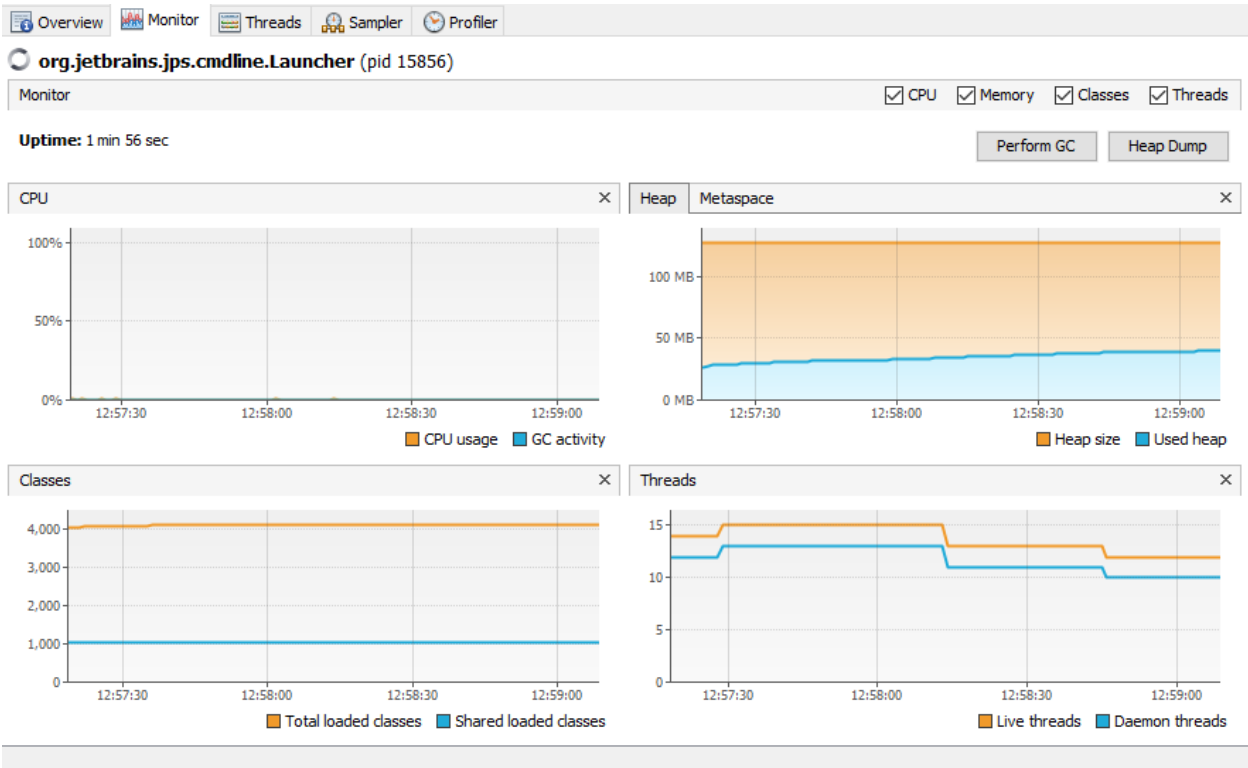 Overview Monitor Threads Sampler Profiler
org.jetbrains.jps.cmdline.Launcher (pid 15856)
Monitor CPU Memory Classes Threads
Uptime: 1 min 56 sec Perform GC Heap Dump
CPU
100%
50%
0%
12:57:30 12:58:00 12:58:30 12:59:00
CPU usage GC activity
Heap Metaspace
100 MB
50 MB
0 MB
12:57:30 12:58:00 12:58:30 12:59:00
Heap size Used heap
Classes
4,000
3,000
2,000
1,000
0
12:57:30 12:58:00 12:58:30 12:59:00
Total loaded classes Shared loaded classes
Threads
15
10
5
0
12:57:30 12:58:00 12:58:30 12:59:00
Live threads Daemon threads